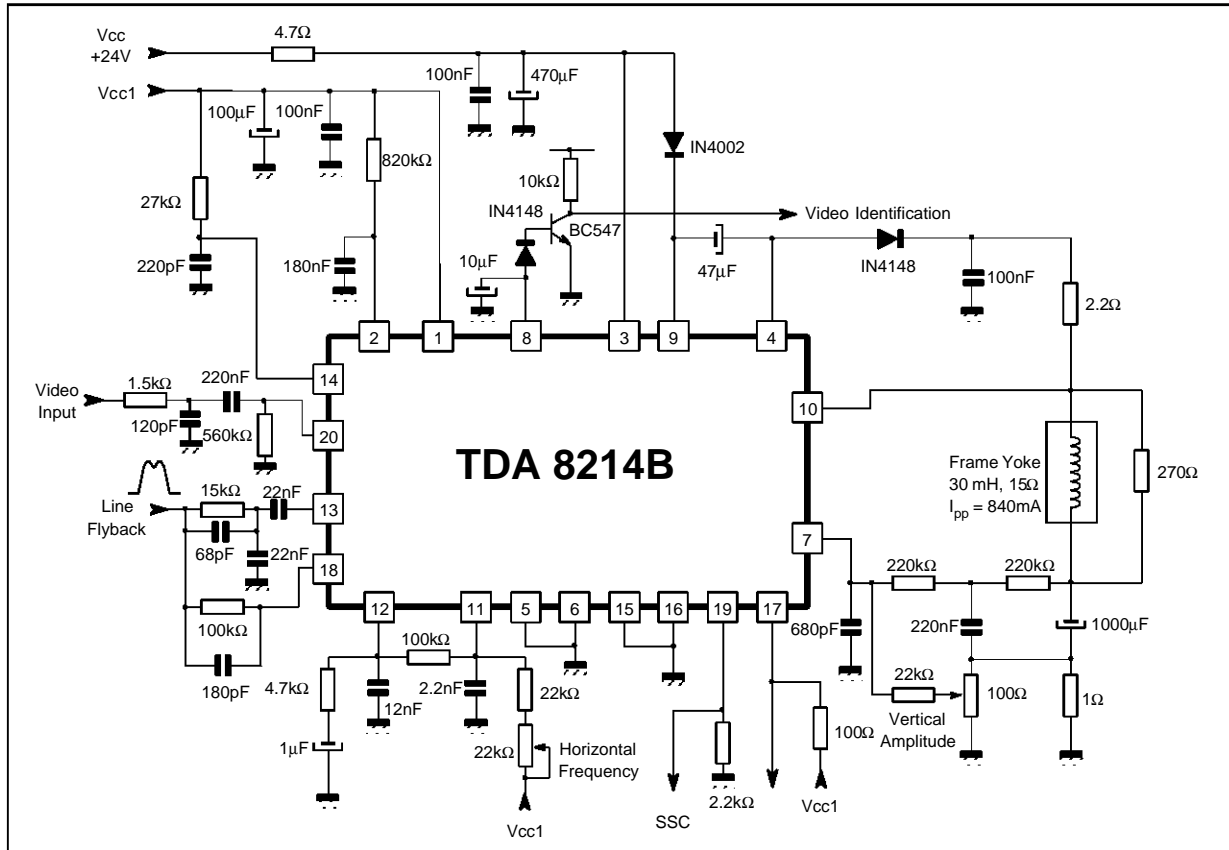 Vcc
+24V
4.7Ω
Vcc1
100µF
100nF
100nF
470µF
820kΩ
27kΩ
220pF
180nF
10kΩ
IN4148
BC547
10µF
IN4002
Video Identification
47µF
IN4148
100nF
2.2Ω
2
1
8
3
9
4
14
Video
Input
1.5kΩ
220nF
120pF
560kΩ
20
10
TDA 8214B
Frame Yoke
30 mH, 15Ω
Ipp = 840mA
270Ω
Line
Flyback
15kΩ
22nF
13
68pF
22nF
18
7
100kΩ
180pF
12
11
5
6
15
16
19
17
220kΩ
220kΩ
680pF
220nF
1000µF
4.7kΩ
100kΩ
12nF
2.2nF
22kΩ
1µF
22kΩ
Horizontal
Frequency
Vcc1
SSC
2.2kΩ
100Ω
Vcc1
22kΩ
Vertical
Amplitude
100Ω
1Ω